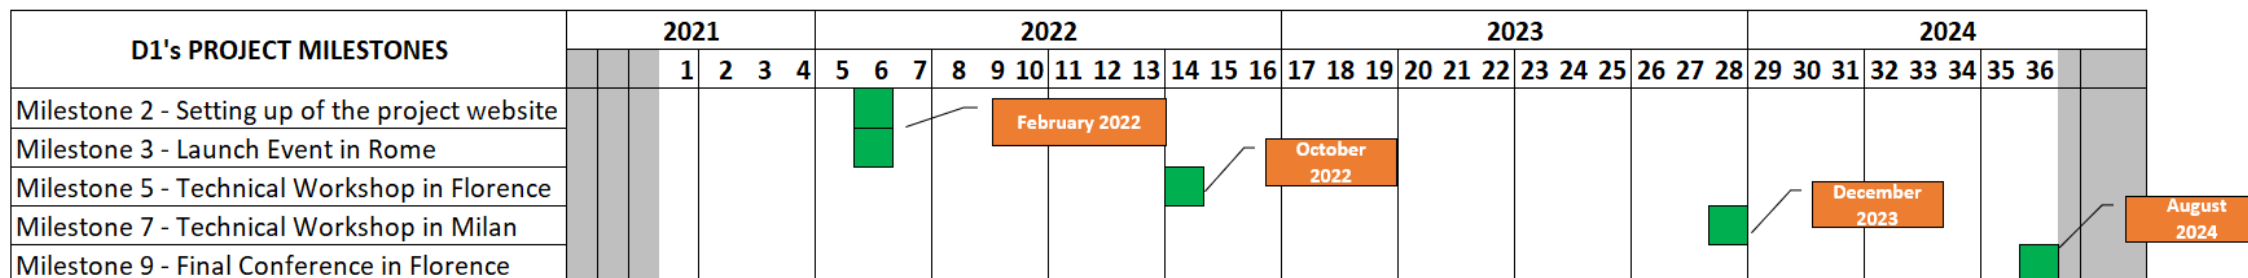 D1's PROJECT MILESTONES
2021 2022 2023 2024
1 2 3 4 5 6 7 8 9 10 11 12 13 14 15 16 17 18 19 20 21 22 23 24 25 26 27 28 29 30 31 32 33 34 35 36
Milestone 2 - Setting up of the project website
February 2022
Milestone 3 - Launch Event in Rome
October
2022
Milestone 5 - Technical Workshop in Florence
December
2023
Milestone 7 - Technical Workshop in Milan
August
2024
Milestone 9 - Final Conference in Florence